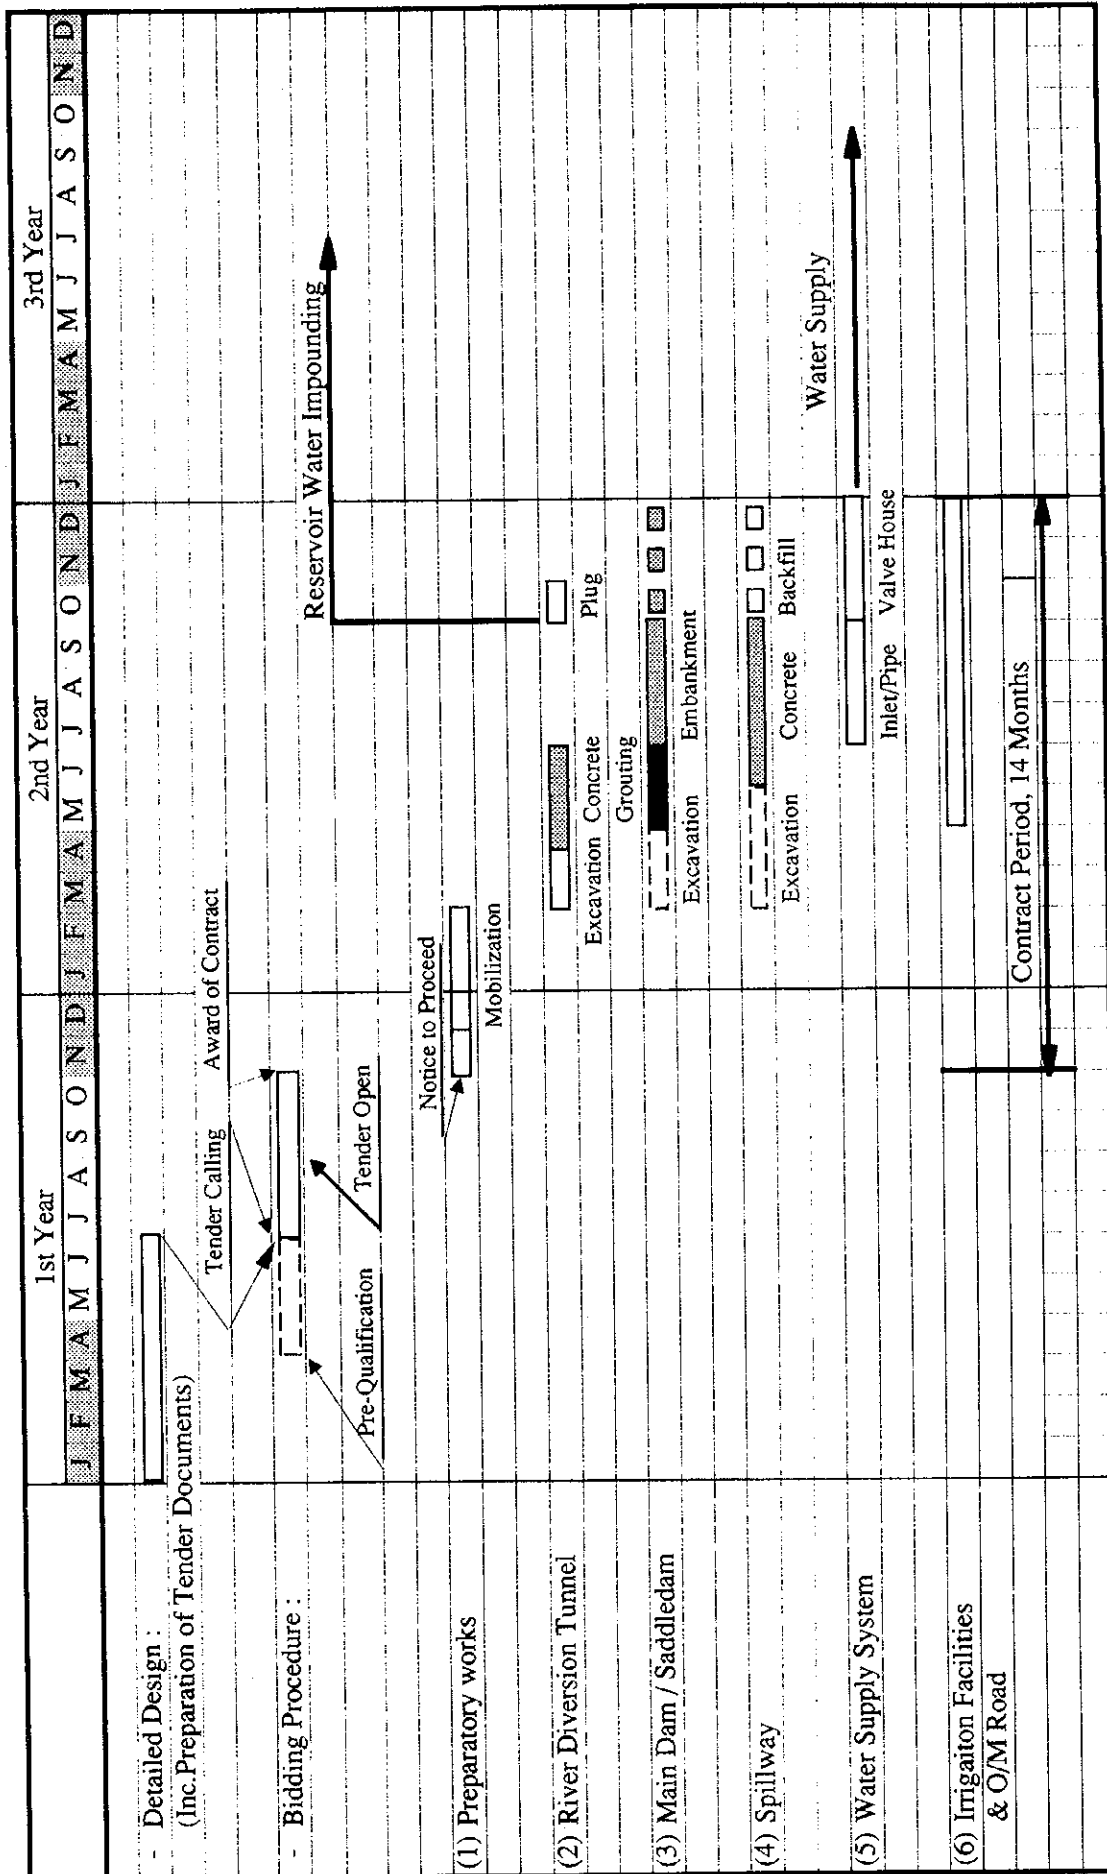 1st Year 2nd Year 3rd Year
J F M A M J J A S O N D J F M A M J J A S O N D J F M A M J J A S O N D
- Detailed Design :
(Inc.Preparation of Tender Documents)
Tender Calling Award of Contract
- Bidding Procedure :
Reservoir Water Impounding
Pre-Qualification Tender Open
Notice to Proceed
(1) Preparatory works
Mobilization
(2) River Diversion Tunnel
Excavation Concrete Plug
Grouting
(3) Main Dam / Saddledam
Excavation Embankment
(4) Spillway
Excavation Concrete Backfill
Water Supply
(5) Water Supply System
Inlet/Pipe Valve House
(6) Irrigaiton Facilities
& O/M Road
Contract Period, 14 Months